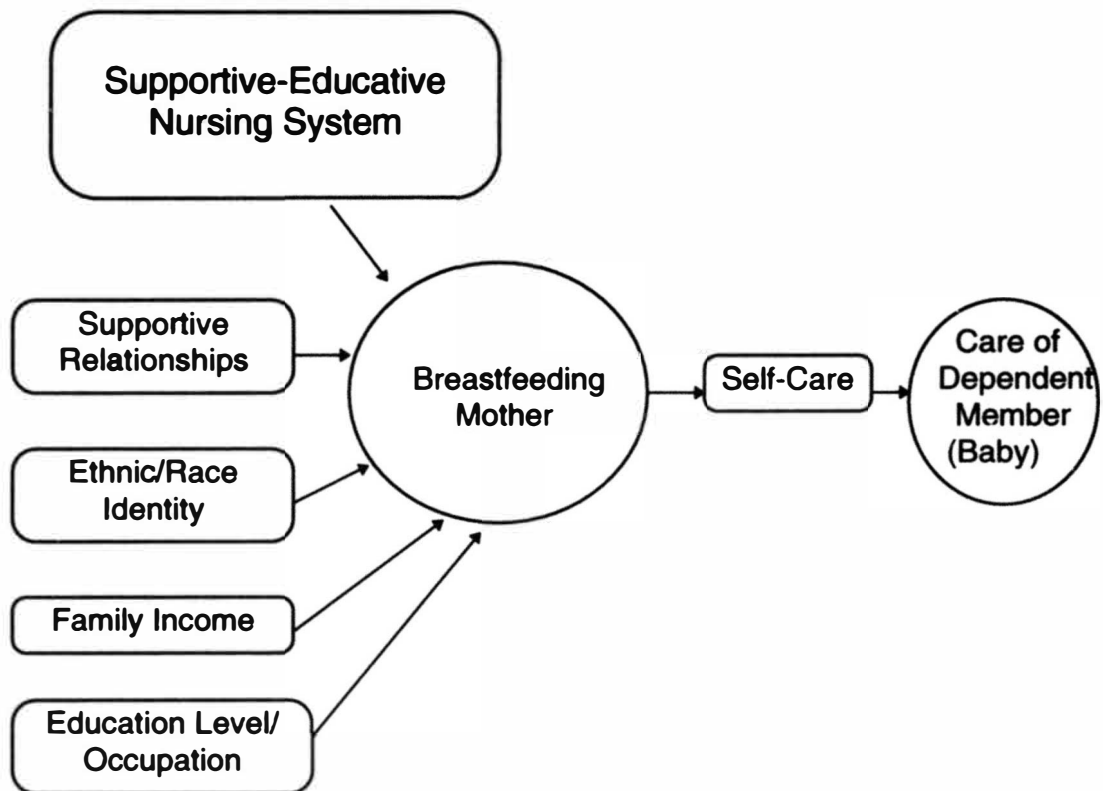 Supportive-Educative
Nursing System
Supportive
Relationships
Ethnic/Race
Identity
Family Income
Education Level/
Occupation
Breastfeeding
Mother
Self-Care
Care of
Dependent
Member
(Baby)